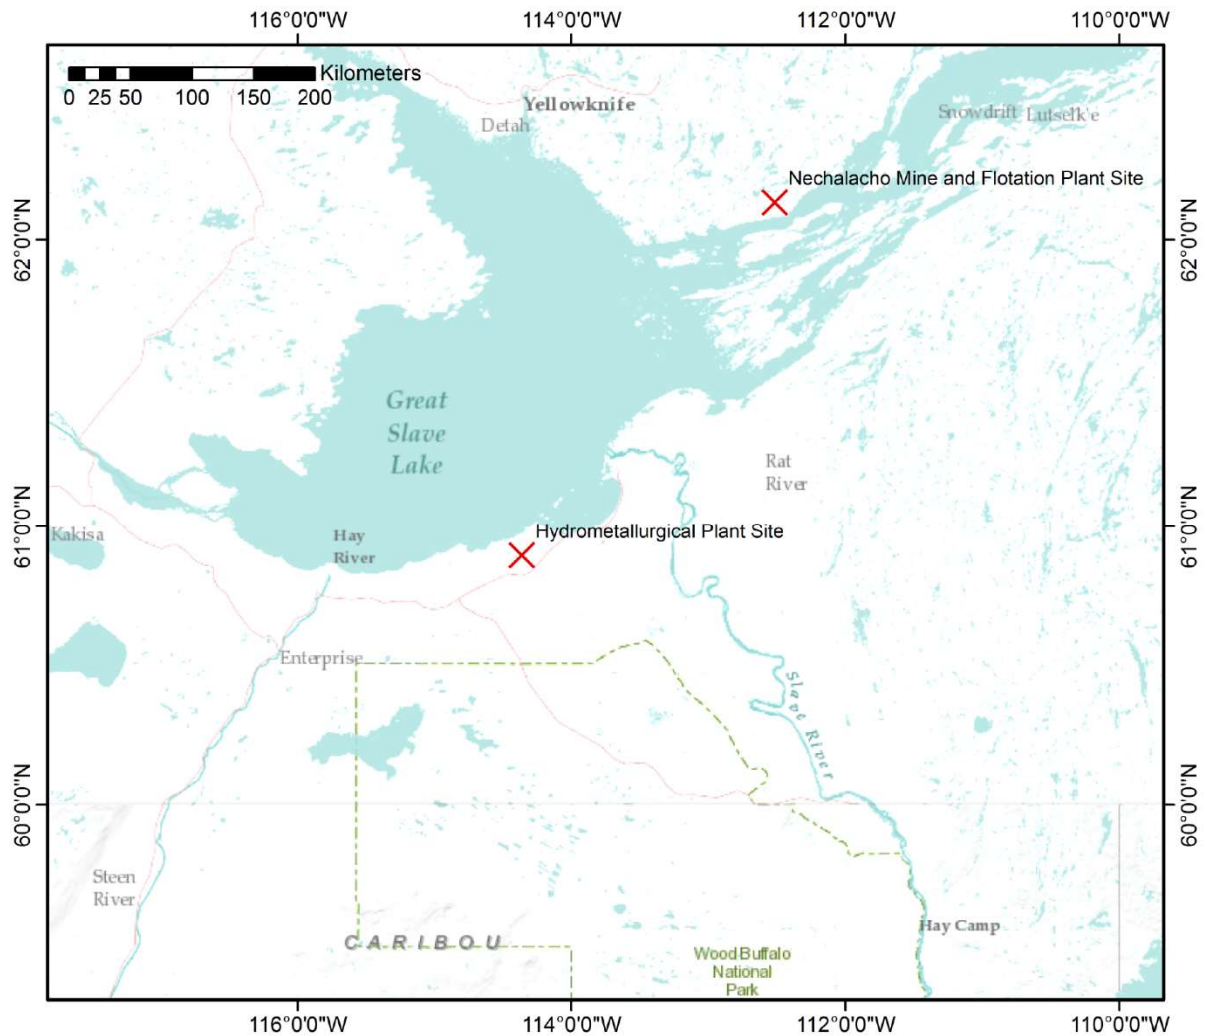 116°0'0"W
114°0'0"W
112°0'0"W
110°0'0"W
Kilometers
0 25 50 100 150 200
Yellowknife
Detah
Snowdrift Lutselk'e
Nechalacho Mine and Flotation Plant Site
62°0'0"N
62°0'0"N
Great
Slave
Lake
Rat
River
61°0'0"N
61°0'0"N
Kakisa
Hay
River
Hydrometallurgical Plant Site
Enterprise
Slave River
60°0'0"N
60°0'0"N
Steen
River
CARIBOU
Hay Camp
Wood Buffalo
National
Park
116°0'0"W
114°0'0"W
112°0'0"W
110°0'0"W